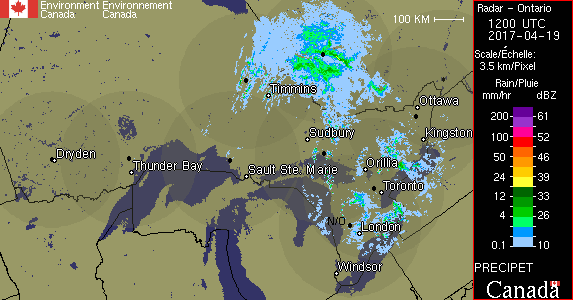 Environment Environnement
Canada Canada
100 KM
Radar - Ontario
1200 UTC
2017-04-19
Scale/Échelle:
3.5 km/Pixel
Rain/Pluie
mm/hr dBZ
200 61
100 52
50 46
24 39
12 33
4 26
0.1 10
PRECIPET
Canada
Timmins
Ottawa
Sudbury
Kingston
Dryden
Thunder Bay
Sault Ste. Marie
Orillia
Toronto
N/D
London
Windsor